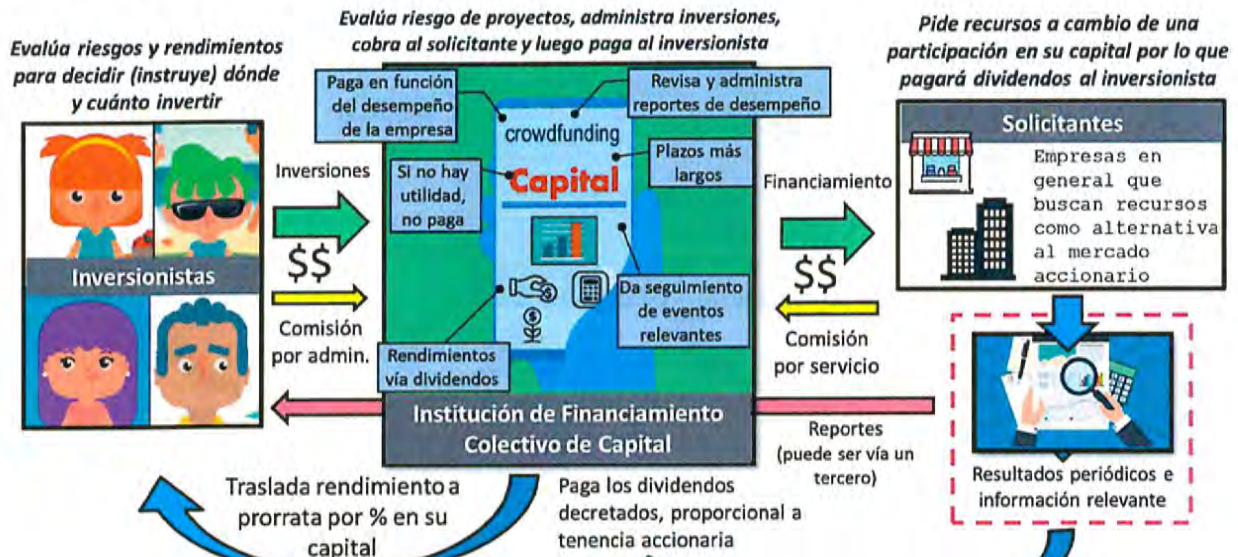 Evalúa riesgos y rendimientos
para decidir (instruye) dónde
y cuánto invertir
Inversionistas
Inversiones
$$
Comisión
por admin.
Evalúa riesgo de proyectos, administra inversiones,
cobra al solicitante y luego paga al inversionista
Paga en función
del desempeño
de la empresa
Revisa y administra
reportes de desempeño
crowdfunding
Capital
Si no hay
utilidad,
no paga
Plazos más
largos
Da seguimiento
de eventos
relevantes
Rendimientos
vía dividendos
Institución de Financiamiento
Colectivo de Capital
Financiamiento
$$
Comisión
por servicio
Pide recursos a cambio de una
participación en su capital por lo que
pagará dividendos al inversionista
Solicitantes
Empresas en
general que
buscan recursos
como alternativa
al mercado
accionario
Reportes
(puede ser vía un
tercero)
Resultados periódicos e
información relevante
Traslada rendimiento a
prorrata por % en su
capital
Paga los dividendos
decretados, proporcional a
tenencia accionaria